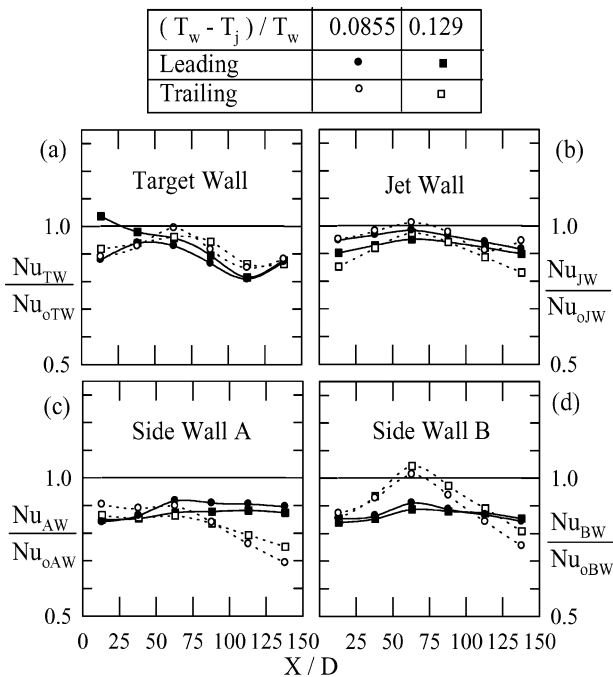 (T_w - T_j) / T_w 0.0855 0.129
Leading
Trailing
(a) Target Wall
(b) Jet Wall
1.0
Nu_TW
Nu_oTW
0.5
Nu_JW
Nu_oJW
(c) Side Wall A
(d) Side Wall B
1.0
Nu_AW
Nu_oAW
0.5
Nu_BW
Nu_oBW
0 25 50 75 100 125 150 25 50 75 100 125 150
X / D